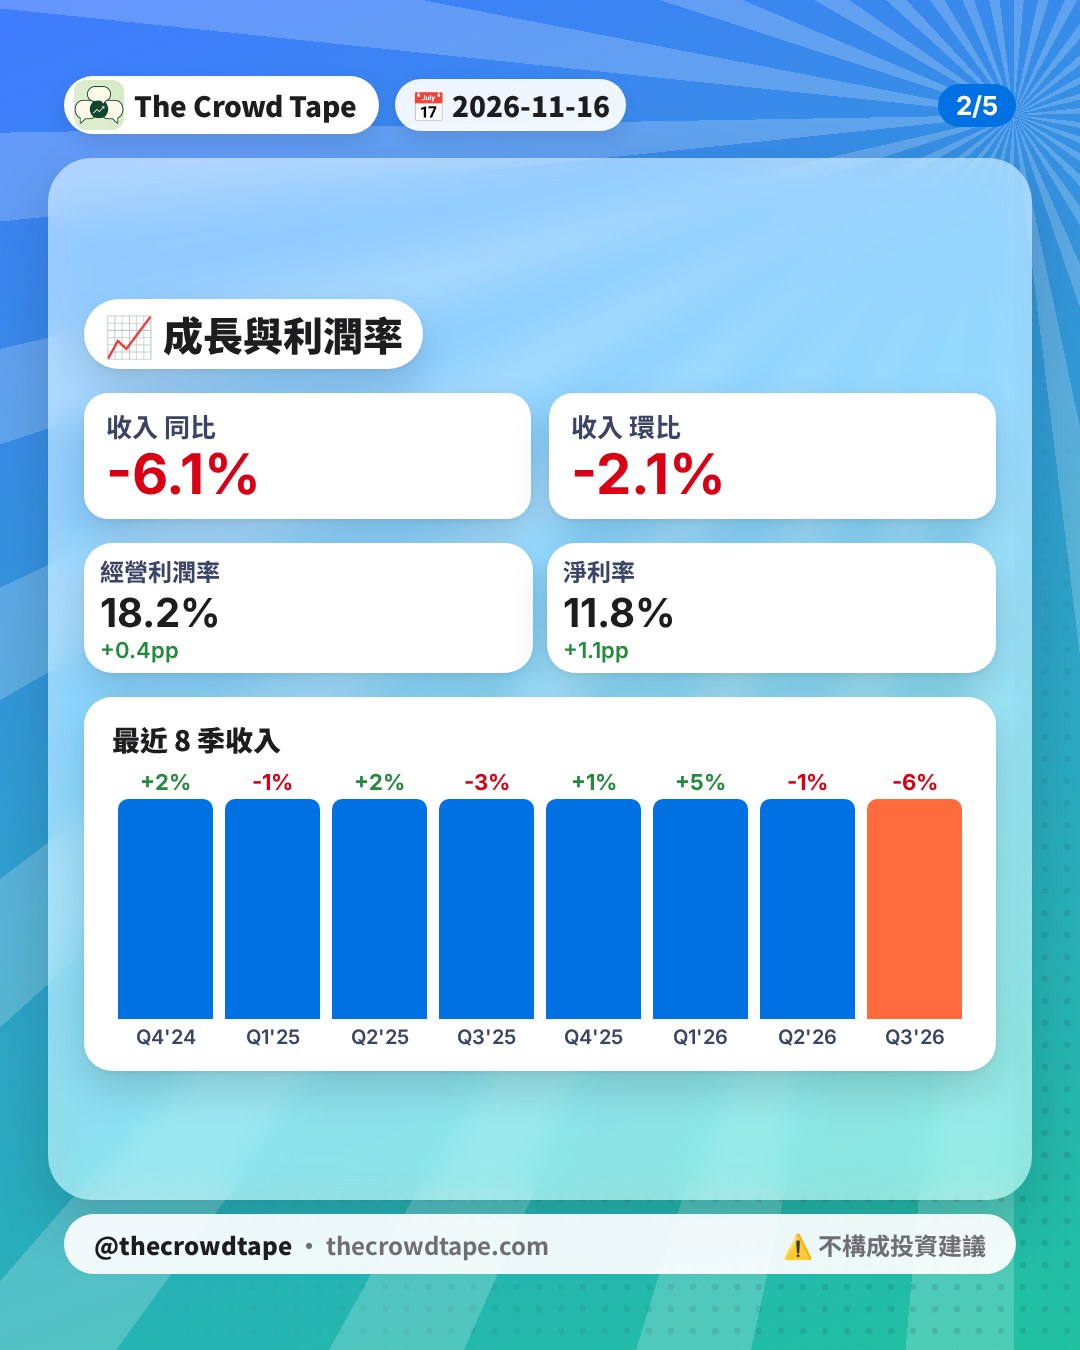 The Crowd Tape
2026-11-16
2/5
成長與利潤率
收入 同比
-6.1%
收入 環比
-2.1%
經營利潤率
18.2%
+0.4pp
淨利率
11.8%
+1.1pp
最近 8 季收入
+2% -1% +2% -3% +1% +5% -1% -6%
Q4'24 Q1'25 Q2'25 Q3'25 Q4'25 Q1'26 Q2'26 Q3'26
@thecrowdtape • thecrowdtape.com
⚠️ 不構成投資建議